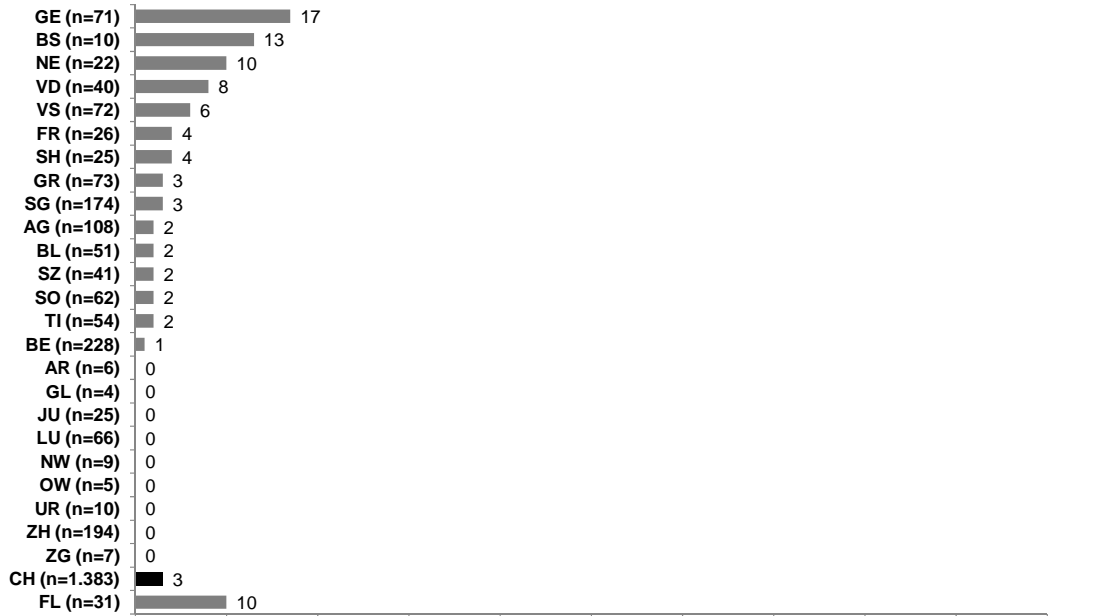 GE (n=71) 17
BS (n=10) 13
NE (n=22) 10
VD (n=40) 8
VS (n=72) 6
FR (n=26) 4
SH (n=25) 4
GR (n=73) 3
SG (n=174) 3
AG (n=108) 2
BL (n=51) 2
SZ (n=41) 2
SO (n=62) 2
TI (n=54) 2
BE (n=228) 1
AR (n=6) 0
GL (n=4) 0
JU (n=25) 0
LU (n=66) 0
NW (n=9) 0
OW (n=5) 0
UR (n=10) 0
ZH (n=194) 0
ZG (n=7) 0
CH (n=1.383) 3
FL (n=31) 10